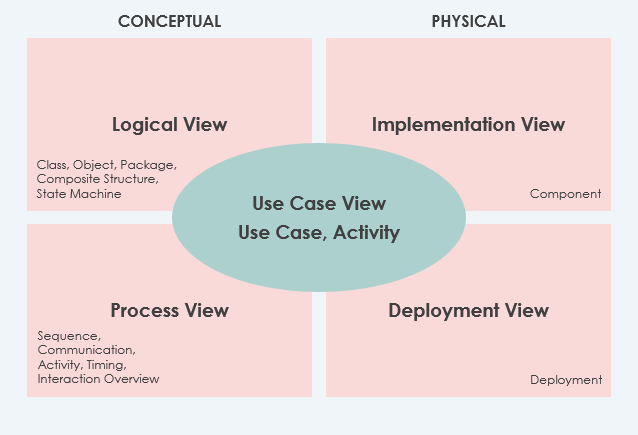 CONCEPTUAL
PHYSICAL
Logical View
Class, Object, Package,
Composite Structure,
State Machine
Implementation View
Component
Use Case View
Use Case, Activity
Process View
Sequence,
Communication,
Activity, Timing,
Interaction Overview
Deployment View
Deployment